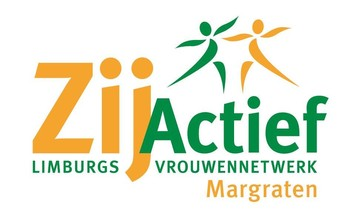 ZijActief
LIMBURGS VROUWENNETWERK
Margraten